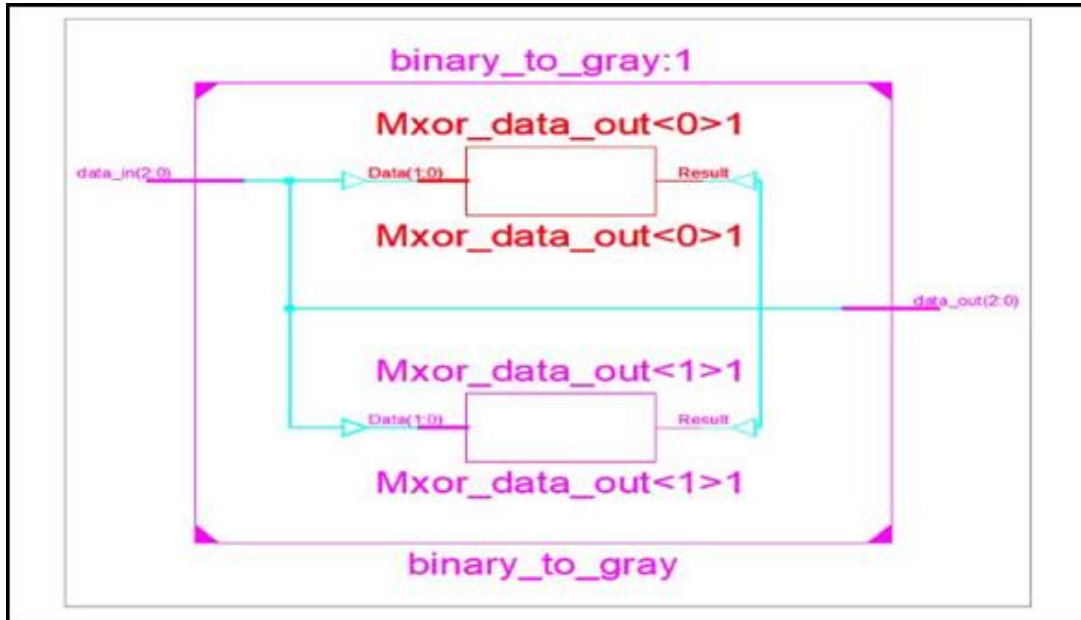 binary_to_gray:1
Mxor_data_out<0>1
data_in(2:0)
Data(1:0)
Result
Mxor_data_out<0>1
data_out(2:0)
Mxor_data_out<1>1
Data(1:0)
Result
Mxor_data_out<1>1
binary_to_gray